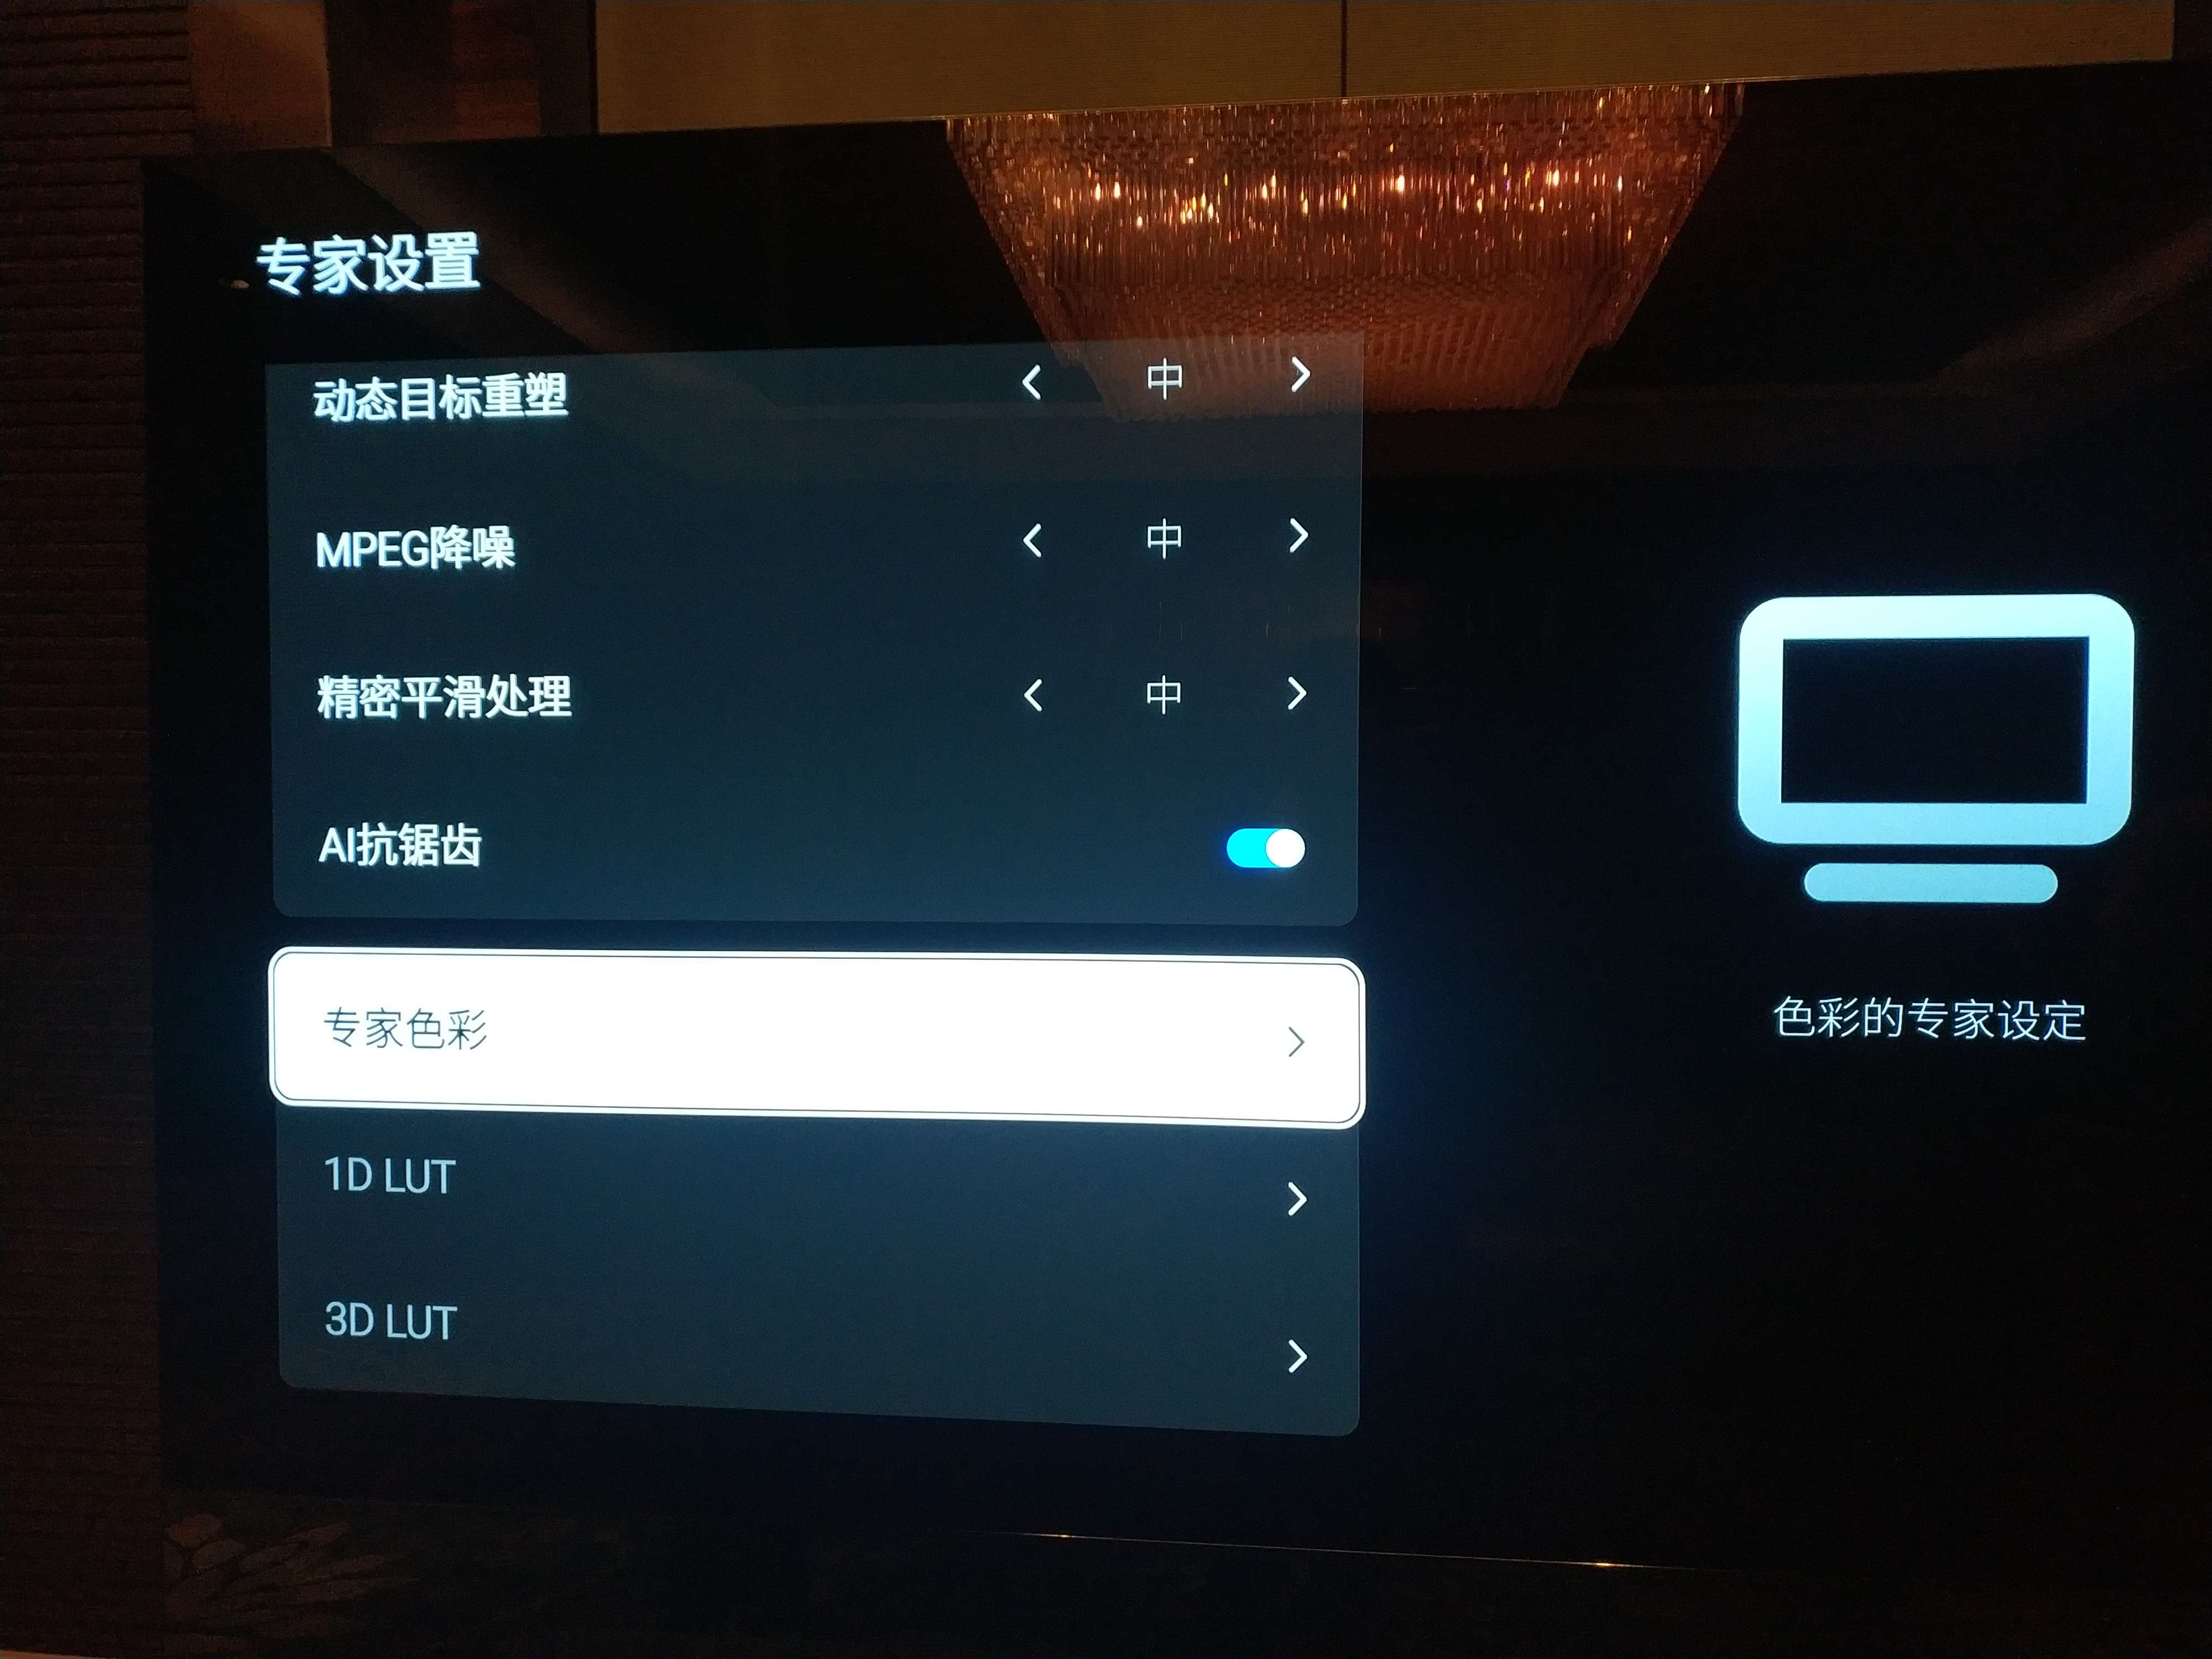 专家设置
动态目标重塑 中
MPEG降噪 中
精密平滑处理 中
AI抗锯齿
专家色彩
色彩的专家设定
1D LUT
3D LUT